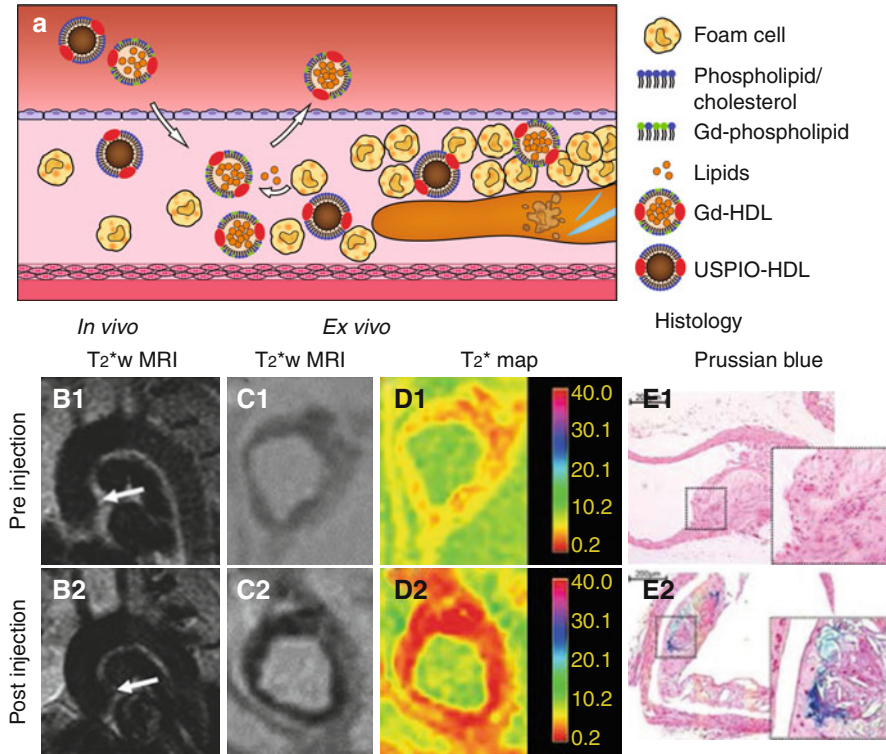 a
Foam cell
Phospholipid/
cholesterol
Gd-phospholipid
Lipids
Gd-HDL
USPIO-HDL
In vivo
Ex vivo
Histology
T2*w MRI
T2*w MRI
T2* map
Prussian blue
Pre injection
B1
C1
D1
40.0
30.1
20.1
10.2
0.2
E1
Post injection
B2
C2
D2
40.0
30.1
20.1
10.2
0.2
E2